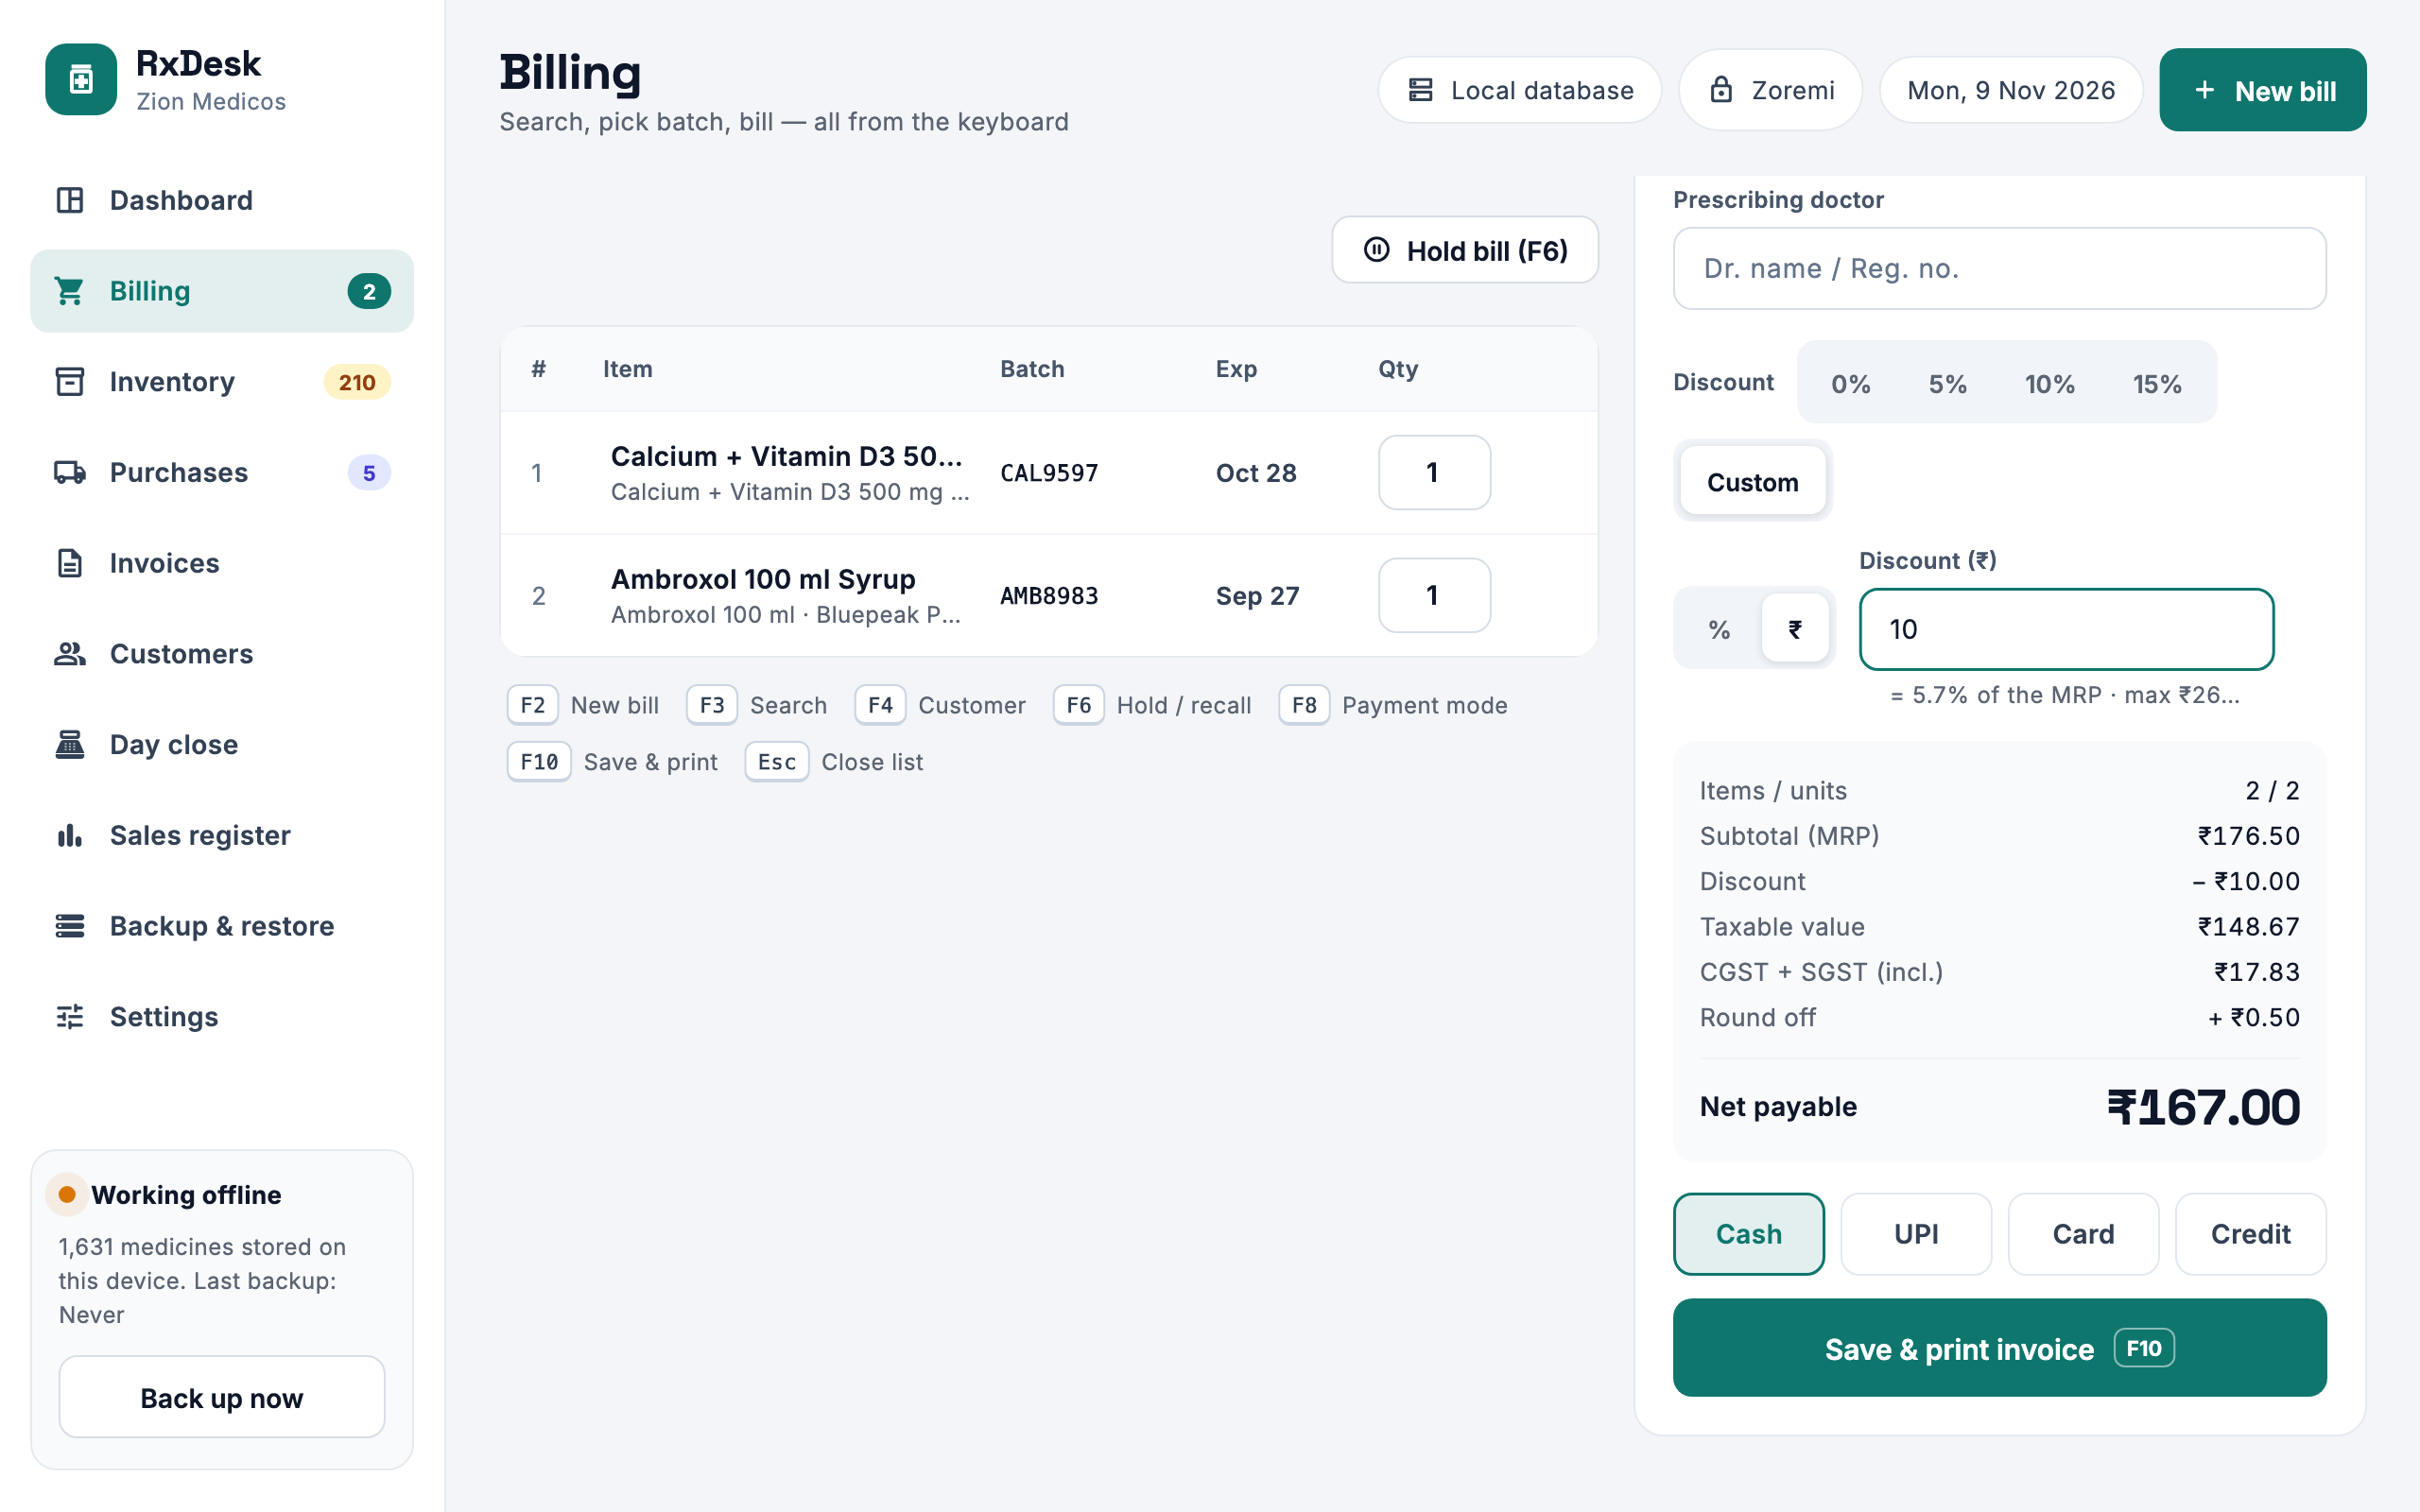 RxDesk
Zion Medicos
Dashboard
Billing 2
Inventory 210
Purchases 5
Invoices
Customers
Day close
Sales register
Backup & restore
Settings
Working offline
1,631 medicines stored on
this device. Last backup:
Never
Back up now
Billing
Search, pick batch, bill — all from the keyboard
Local database
Zoremi
Mon, 9 Nov 2026
+ New bill
Hold bill (F6)
# Item Batch Exp Qty
1 Calcium + Vitamin D3 50... CAL9597 Oct 28 1
Calcium + Vitamin D3 500 mg ...
2 Ambroxol 100 ml Syrup AMB8983 Sep 27 1
Ambroxol 100 ml · Bluepeak P...
F2 New bill F3 Search F4 Customer F6 Hold / recall F8 Payment mode
F10 Save & print Esc Close list
Prescribing doctor
Dr. name / Reg. no.
Discount 0% 5% 10% 15%
Custom
Discount (₹)
% ₹ 10
= 5.7% of the MRP · max ₹26...
Items / units 2 / 2
Subtotal (MRP) ₹176.50
Discount – ₹10.00
Taxable value ₹148.67
CGST + SGST (incl.) ₹17.83
Round off + ₹0.50
Net payable ₹167.00
Cash UPI Card Credit
Save & print invoice F10